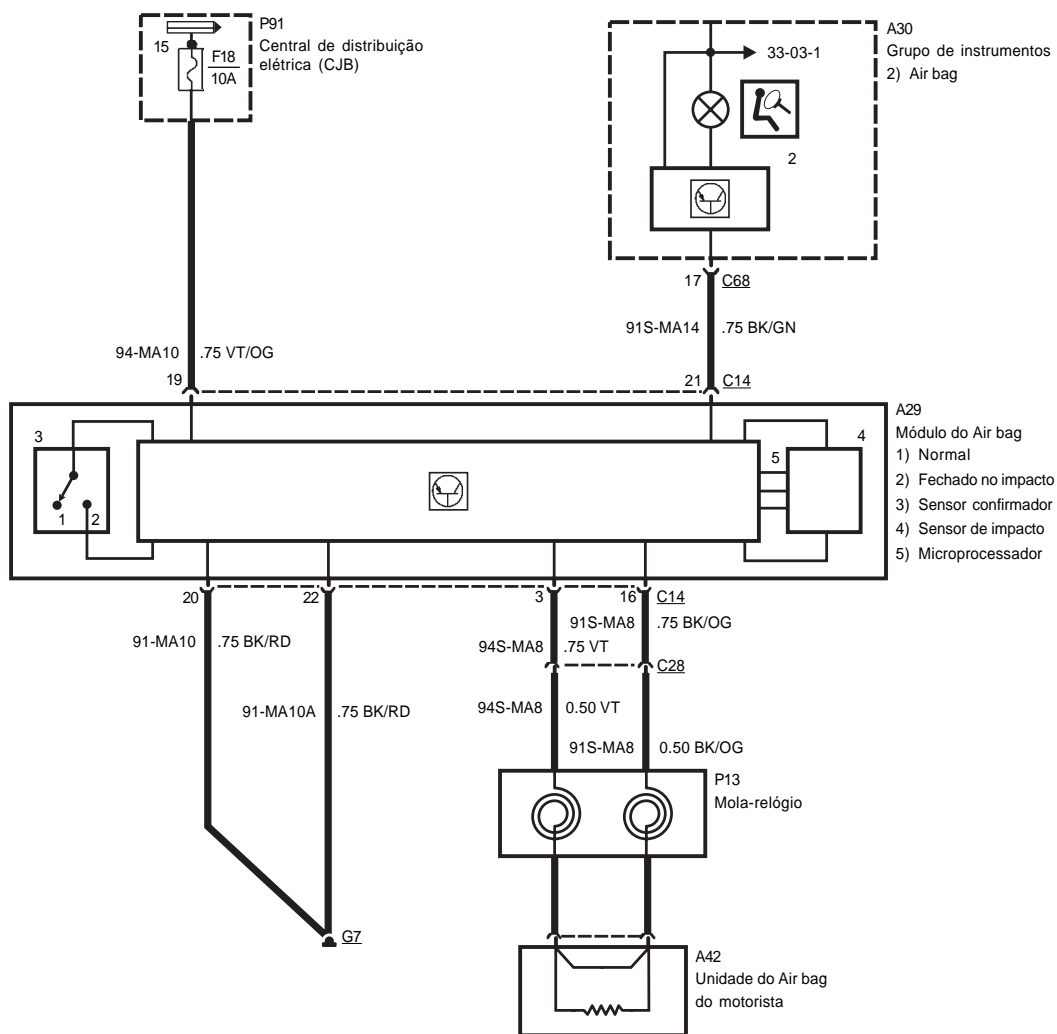 P91
Central de distribuição
elétrica (CJB)
15
F18
10A
A30
Grupo de instrumentos
2) Air bag
33-03-1
2
17 C68
91S-MA14 .75 BK/GN
94-MA10 .75 VT/OG
19
21 C14
A29
Módulo do Air bag
1) Normal
2) Fechado no impacto
3) Sensor confirmador
4) Sensor de impacto
5) Microprocessador
3
4
5
1
2
20
22
3
16 C14
91-MA10 .75 BK/RD
91S-MA8 .75 BK/OG
94S-MA8 .75 VT
C28
91-MA10A .75 BK/RD
94S-MA8 0.50 VT
91S-MA8 0.50 BK/OG
P13
Mola-relógio
G7
A42
Unidade do Air bag
do motorista